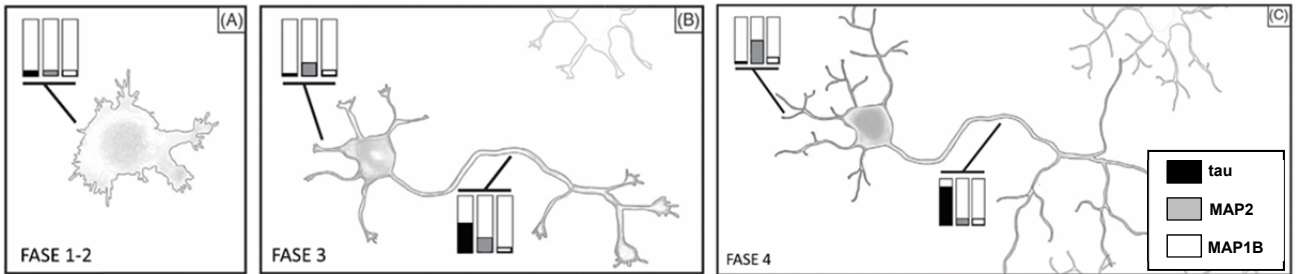 (A)
FASE 1-2
(B)
FASE 3
(C)
FASE 4
tau
MAP2
MAP1B